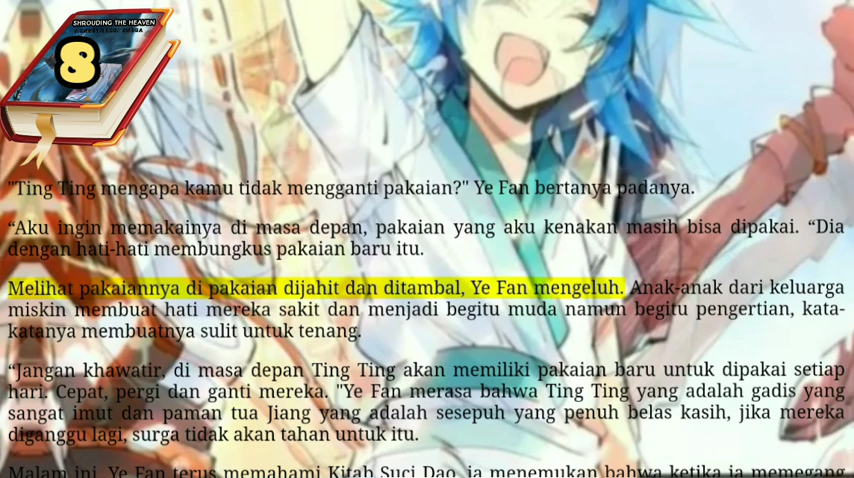 SHROUDING THE HEAVEN
8
"Ting Ting mengapa kamu tidak mengganti pakaian?" Ye Fan bertanya padanya.
“Aku ingin memakainya di masa depan, pakaian yang aku kenakan masih bisa dipakai. “Dia
dengan hati-hati membungkus pakaian baru itu.
Melihat pakaiannya di pakaian dijahit dan ditambal, Ye Fan mengeluh. Anak-anak dari keluarga
miskin membuat hati mereka sakit dan menjadi begitu muda namun begitu pengertian, kata-
katanya membuatnya sulit untuk tenang.
“Jangan khawatir, di masa depan Ting Ting akan memiliki pakaian baru untuk dipakai setiap
hari. Cepat, pergi dan ganti mereka. "Ye Fan merasa bahwa Ting Ting yang adalah gadis yang
sangat imut dan paman tua Jiang yang adalah sesepuh yang penuh belas kasih, jika mereka
diganggu lagi, surga tidak akan tahan untuk itu.
Malam ini, Ye Fan terus memahami Kitab Suci Dao, ia menemukan bahwa ketika ia memegang